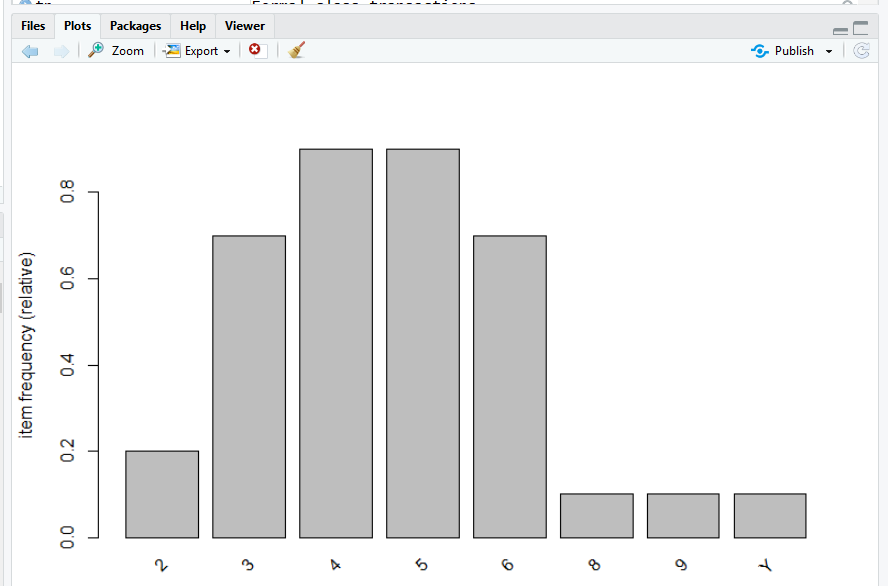 Files Plots Packages Help Viewer
Zoom Export Publish
item frequency (relative)
0.8
0.6
0.4
0.2
0.0
2 3 4 5 6 8 9 Y